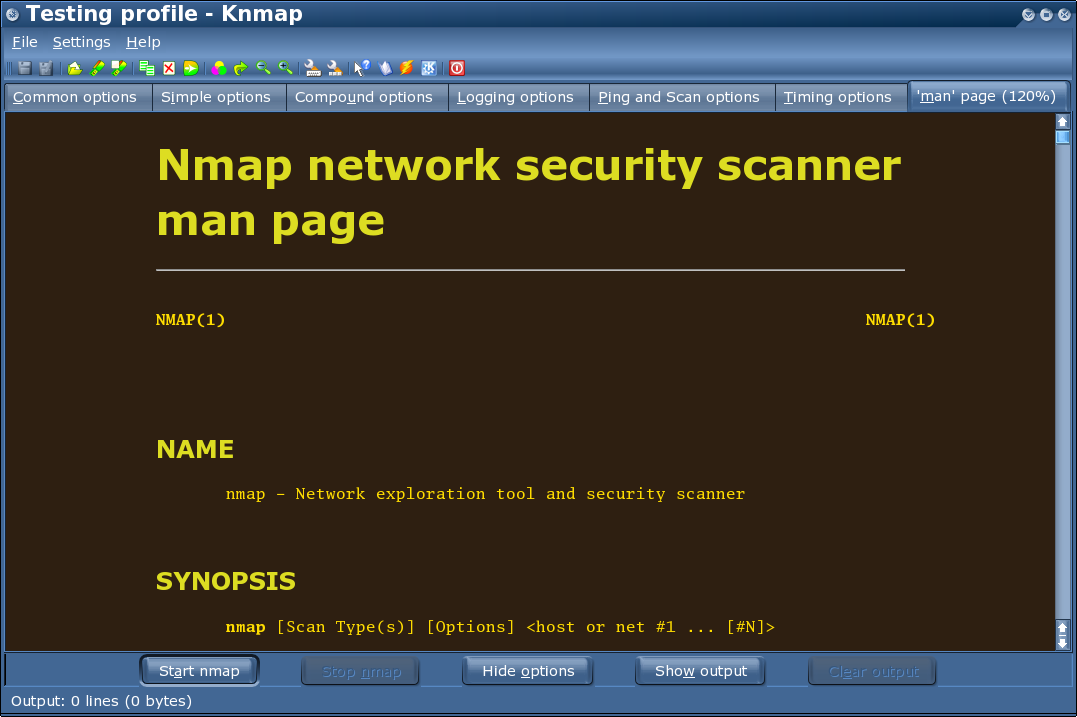 Testing profile - Knmap
File Settings Help
Common options Simple options Compound options Logging options Ping and Scan options Timing options 'man' page (120%)
Nmap network security scanner
man page
NMAP(1) NMAP(1)
NAME
nmap - Network exploration tool and security scanner
SYNOPSIS
nmap [Scan Type(s)] [Options] <host or net #1 ... [#N]>
Start nmap Stop nmap Hide options Show output Clear output
Output: 0 lines (0 bytes)